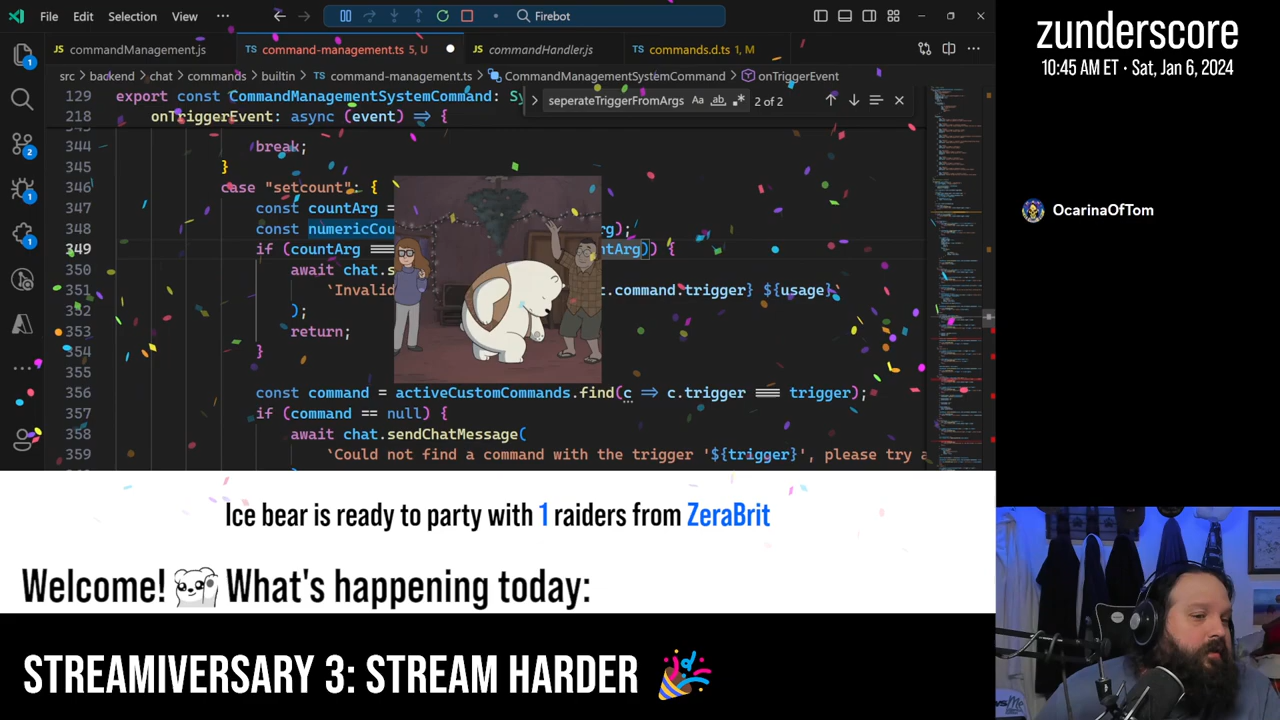 File Edit Selection View ··· Firebot
commandManagement.js command-management.ts 5, U commandHandler.js commands.d.ts 1, M
src > backend > chat > commands > builtin > command-management.ts > CommandManagementSystemCommand > onTriggerEvent
129 export const CommandManagementSystemCommand: Sy
seperateTriggerFromArgs Aa ab 2 of 2
218 onTriggerEvent: async (event) => {
344 break;
345 }
346 case "setcount": {
347 const countArg =
348 const numericCou rg);
349 if (countArg === ntArg)) {
350 await chat.s
351 `Invalid t.command.trigger} ${usage}`
352 );
353 return;
354 }
355
356 const command = activeCustomCommands.find(c => c.trigger === trigger);
357 if (command == null) {
358 await chat.sendChatMessage(
359 `Could not find a command with the trigger '${trigger}', please try a
Ice bear is ready to party with 1 raiders from ZeraBrit
Welcome! What's happening today:
STREAMIVERSARY 3: STREAM HARDER
zunderscore
10:45 AM ET · Sat, Jan 6, 2024
OcarinaOfTom